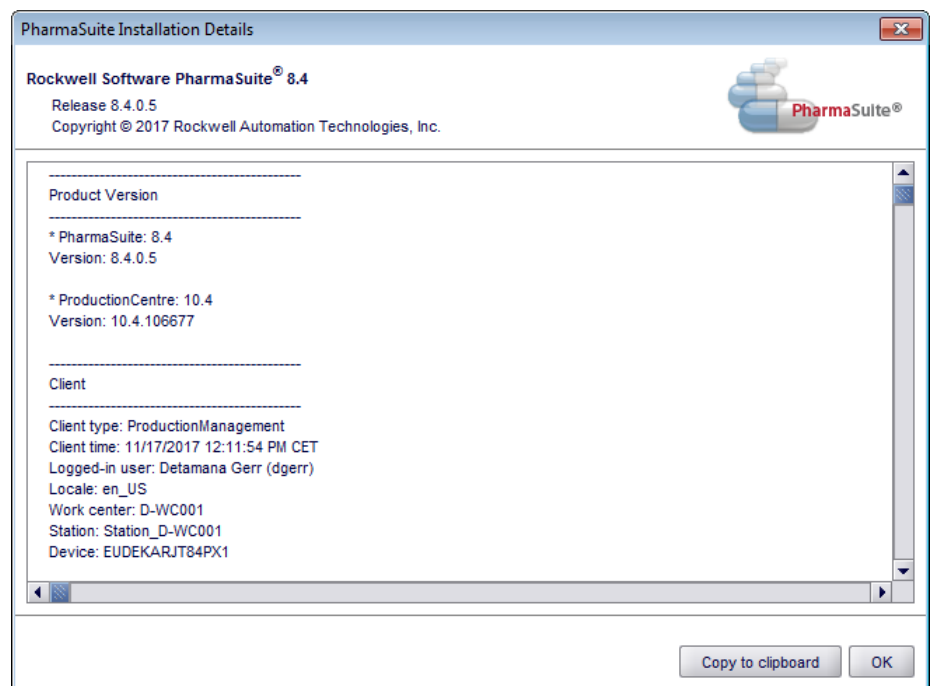 PharmaSuite Installation Details
Rockwell Software PharmaSuite® 8.4
Release 8.4.0.5
Copyright © 2017 Rockwell Automation Technologies, Inc.
PharmaSuite®
---------------------------------------------
Product Version
---------------------------------------------
* PharmaSuite: 8.4
Version: 8.4.0.5
* ProductionCentre: 10.4
Version: 10.4.106677
---------------------------------------------
Client
---------------------------------------------
Client type: ProductionManagement
Client time: 11/17/2017 12:11:54 PM CET
Logged-in user: Detamana Gerr (dgerr)
Locale: en_US
Work center: D-WC001
Station: Station_D-WC001
Device: EUDEKARJT84PX1
Copy to clipboard
OK